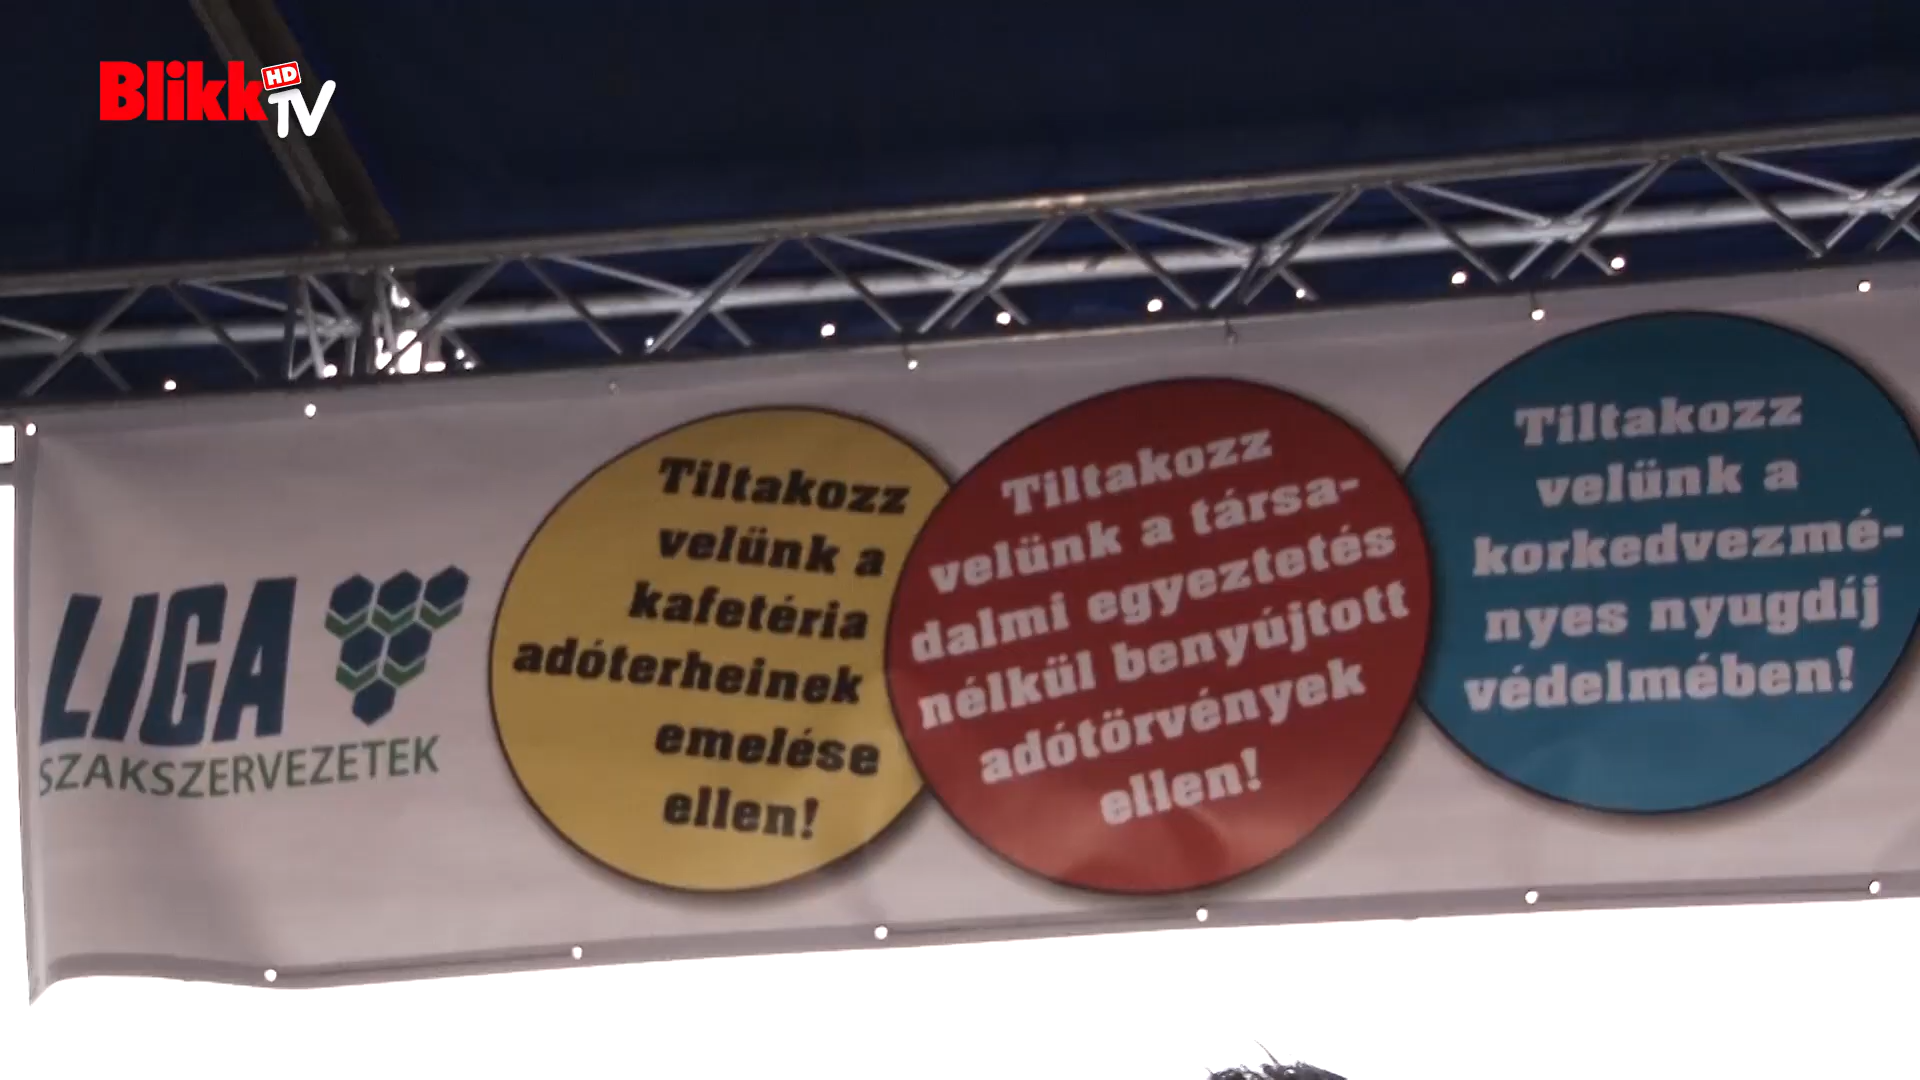 Blikk HD TV
LIGA
SZAKSZERVEZETEK
Tiltakozz
velünk a
kafetéria
adóterheinek
emelése
ellen!
Tiltakozz
velünk a társa-
dalmi egyeztetés
nélkül benyújtott
adótörvények
ellen!
Tiltakozz
velünk a
korkedvezmé-
nyes nyugdíj
védelmében!